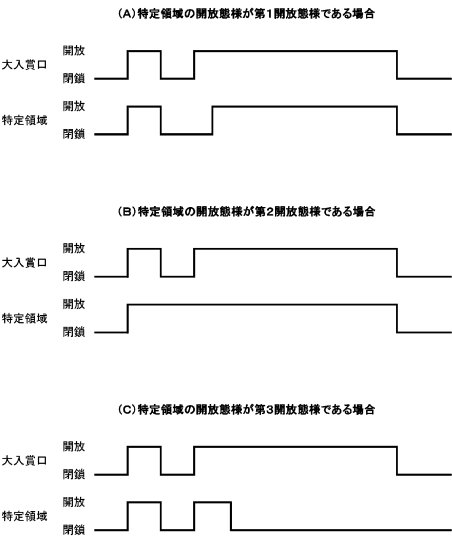 (A)特定領域の開放態様が第1開放態様である場合
開放
大入賞口
閉鎖
開放
特定領域
閉鎖
(B)特定領域の開放態様が第2開放態様である場合
開放
大入賞口
閉鎖
開放
特定領域
閉鎖
(C)特定領域の開放態様が第3開放態様である場合
開放
大入賞口
閉鎖
開放
特定領域
閉鎖